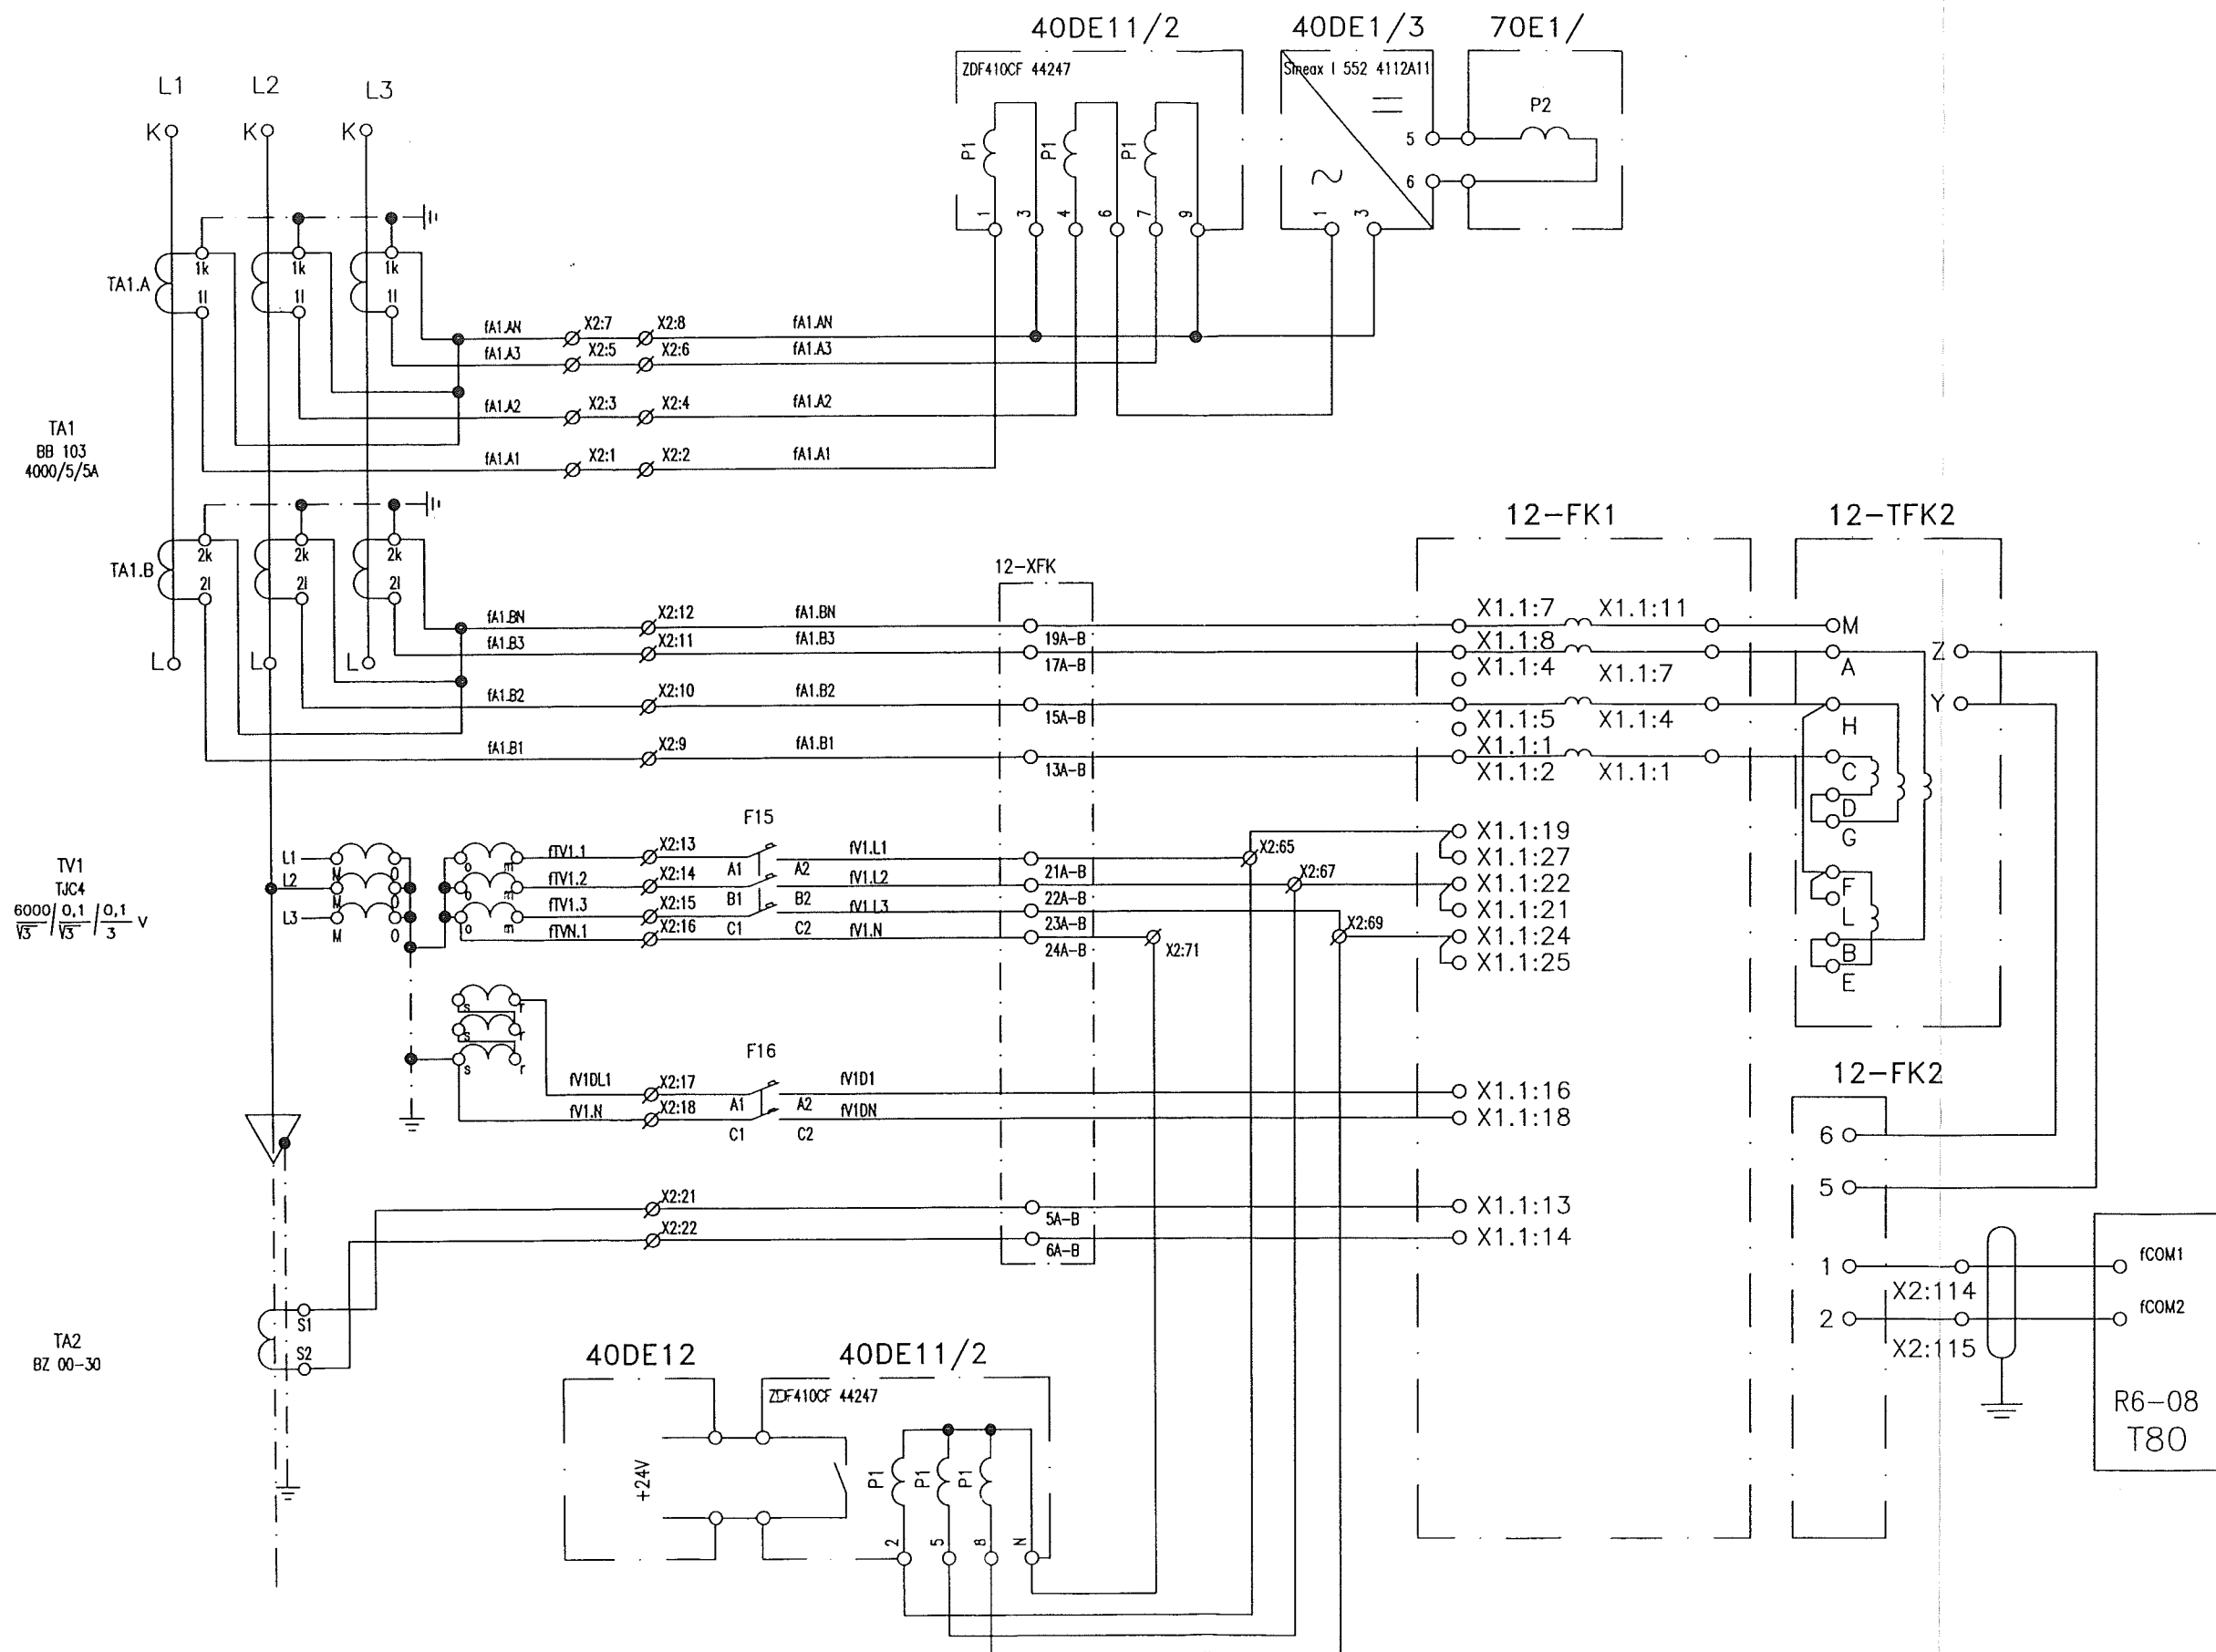 40DE11/2
40DE1/3
70E1/
ZDF410CF 44247
Smeax I 552 4112A11
L1
L2
L3
K
K
K
P1
P1
P1
P2
5
6
1
3
4
6
7
9
1
3
TA1.A
1k
1k
1k
1l
1l
1l
fA1.AN
X2:7
X2:8
fA1.AN
fA1.A3
X2:5
X2:6
fA1.A3
fA1.A2
X2:3
X2:4
fA1.A2
fA1.A1
X2:1
X2:2
fA1.A1
TA1
BB 103
4000/5/5A
TA1.B
2k
2k
2k
2l
2l
2l
L
L
L
12-XFK
12-FK1
12-TFK2
fA1.BN
X2:12
fA1.BN
19A-B
X1.1:7
X1.1:11
M
fA1.B3
X2:11
fA1.B3
17A-B
X1.1:8
A
Z
X1.1:4
X1.1:7
fA1.B2
X2:10
fA1.B2
15A-B
X1.1:5
X1.1:4
H
Y
fA1.B1
X2:9
fA1.B1
13A-B
X1.1:1
X1.1:2
X1.1:1
C
D
G
F
L
B
E
TV1
TJC4
6000/√3 / 0,1/√3 / 0,1/3 V
L1
L2
L3
M
M
M
O
O
O
o
o
o
m
m
m
F15
fTV1.1
X2:13
A1
A2
fV1.L1
21A-B
X2:65
X1.1:19
X1.1:27
fTV1.2
X2:14
B1
B2
fV1.L2
22A-B
X2:67
X1.1:22
X1.1:21
fTV1.3
X2:15
C1
C2
fV1.L3
23A-B
X2:69
X1.1:24
X1.1:25
fTVN.1
X2:16
fV1.N
24A-B
X2:71
s
r
s
r
s
r
F16
fV1DL1
X2:17
A1
A2
fV1D1
X1.1:16
fV1.N
X2:18
C1
C2
fV1DN
X1.1:18
12-FK2
6
5
1
2
X2:21
5A-B
X1.1:13
X2:22
6A-B
X1.1:14
X2:114
X2:115
fCOM1
fCOM2
R6-08
T80
TA2
BZ 00-30
S1
S2
40DE12
40DE11/2
ZDF410CF 44247
+24V
P1
P1
P1
2
5
8
N